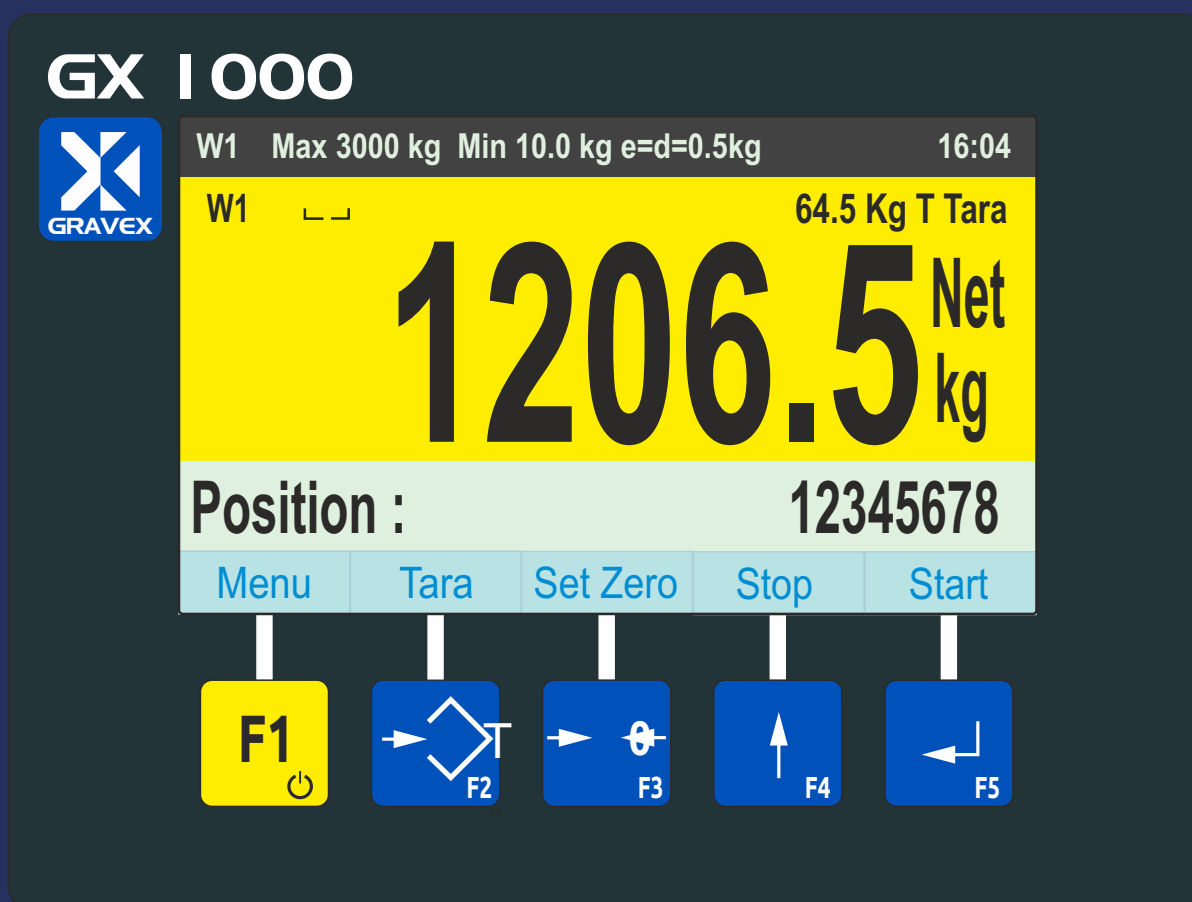 GX 1000
GRAVEX
W1 Max 3000 kg Min 10.0 kg e=d=0.5kg 16:04
W1 64.5 Kg T Tara
1206.5 Net kg
Position : 12345678
Menu Tara Set Zero Stop Start
F1 T F2 0 F3 F4 F5